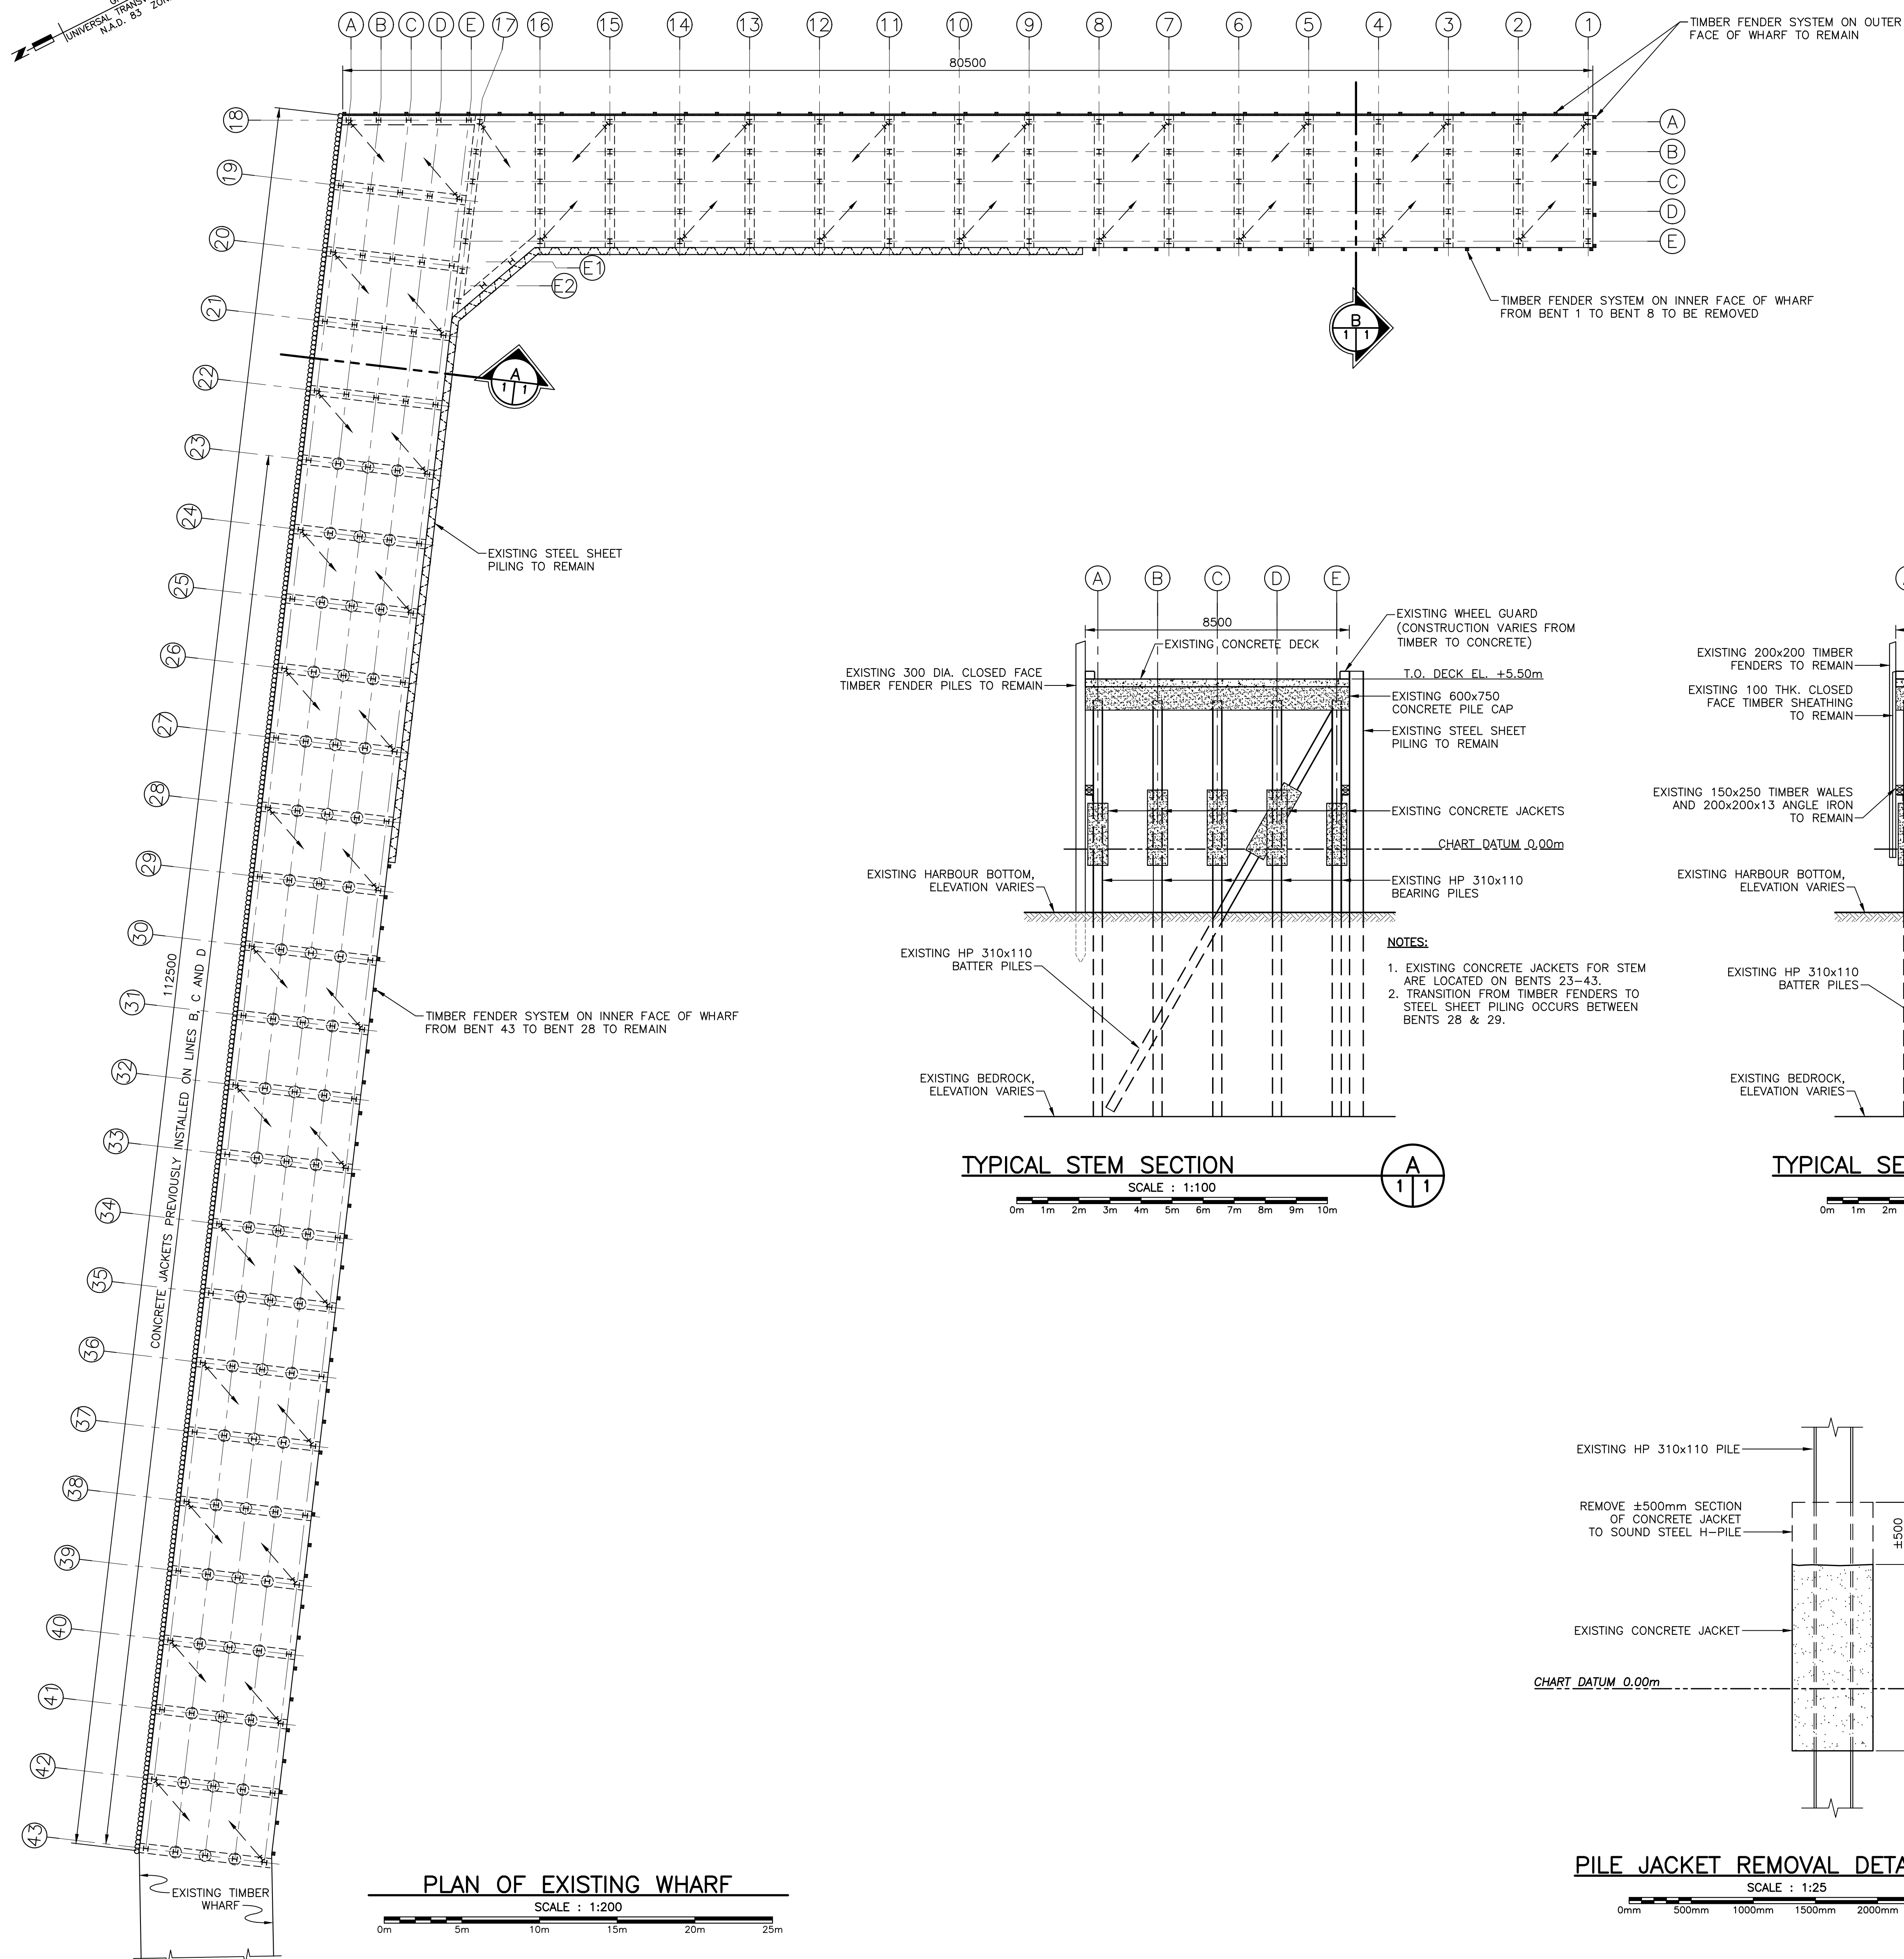 UNIVERSAL
N.A.D. 83
A
B
C
D
E
17
16
15
14
13
12
11
10
9
8
7
6
5
4
3
2
1
TIMBER FENDER SYSTEM ON OUTER
FACE OF WHARF TO REMAIN
80500
18
19
20
21
22
23
24
25
26
27
28
29
30
31
32
33
34
35
36
37
38
39
40
41
42
43
A
B
C
D
E
E1
E2
TIMBER FENDER SYSTEM ON INNER FACE OF WHARF
FROM BENT 1 TO BENT 8 TO BE REMOVED
B
1 1
A
1 1
EXISTING STEEL SHEET
PILING TO REMAIN
112500
CONCRETE JACKETS PREVIOUSLY INSTALLED ON LINES B, C AND D
TIMBER FENDER SYSTEM ON INNER FACE OF WHARF
FROM BENT 43 TO BENT 28 TO REMAIN
EXISTING TIMBER
WHARF
PLAN OF EXISTING WHARF
SCALE : 1:200
0m 5m 10m 15m 20m 25m
A
B
C
D
E
8500
EXISTING CONCRETE DECK
EXISTING WHEEL GUARD
(CONSTRUCTION VARIES FROM
TIMBER TO CONCRETE)
EXISTING 300 DIA. CLOSED FACE
TIMBER FENDER PILES TO REMAIN
T.O. DECK EL. +5.50m
EXISTING 600x750
CONCRETE PILE CAP
EXISTING STEEL SHEET
PILING TO REMAIN
EXISTING CONCRETE JACKETS
CHART DATUM 0.00m
EXISTING HARBOUR BOTTOM,
ELEVATION VARIES
EXISTING HP 310x110
BEARING PILES
EXISTING HP 310x110
BATTER PILES
NOTES:
1. EXISTING CONCRETE JACKETS FOR STEM
ARE LOCATED ON BENTS 23-43.
2. TRANSITION FROM TIMBER FENDERS TO
STEEL SHEET PILING OCCURS BETWEEN
BENTS 28 & 29.
EXISTING BEDROCK,
ELEVATION VARIES
TYPICAL STEM SECTION
SCALE : 1:100
0m 1m 2m 3m 4m 5m 6m 7m 8m 9m 10m
A
1 1
EXISTING 200x200 TIMBER
FENDERS TO REMAIN
EXISTING 100 THK. CLOSED
FACE TIMBER SHEATHING
TO REMAIN
EXISTING 150x250 TIMBER WALES
AND 200x200x13 ANGLE IRON
TO REMAIN
EXISTING HARBOUR BOTTOM,
ELEVATION VARIES
EXISTING HP 310x110
BATTER PILES
EXISTING BEDROCK,
ELEVATION VARIES
TYPICAL
0m 1m 2m
EXISTING HP 310x110 PILE
REMOVE ±500mm SECTION
OF CONCRETE JACKET
TO SOUND STEEL H-PILE
±500
EXISTING CONCRETE JACKET
CHART DATUM 0.00m
PILE JACKET REMOVAL
SCALE : 1:25
0mm 500mm 1000mm 1500mm 2000mm